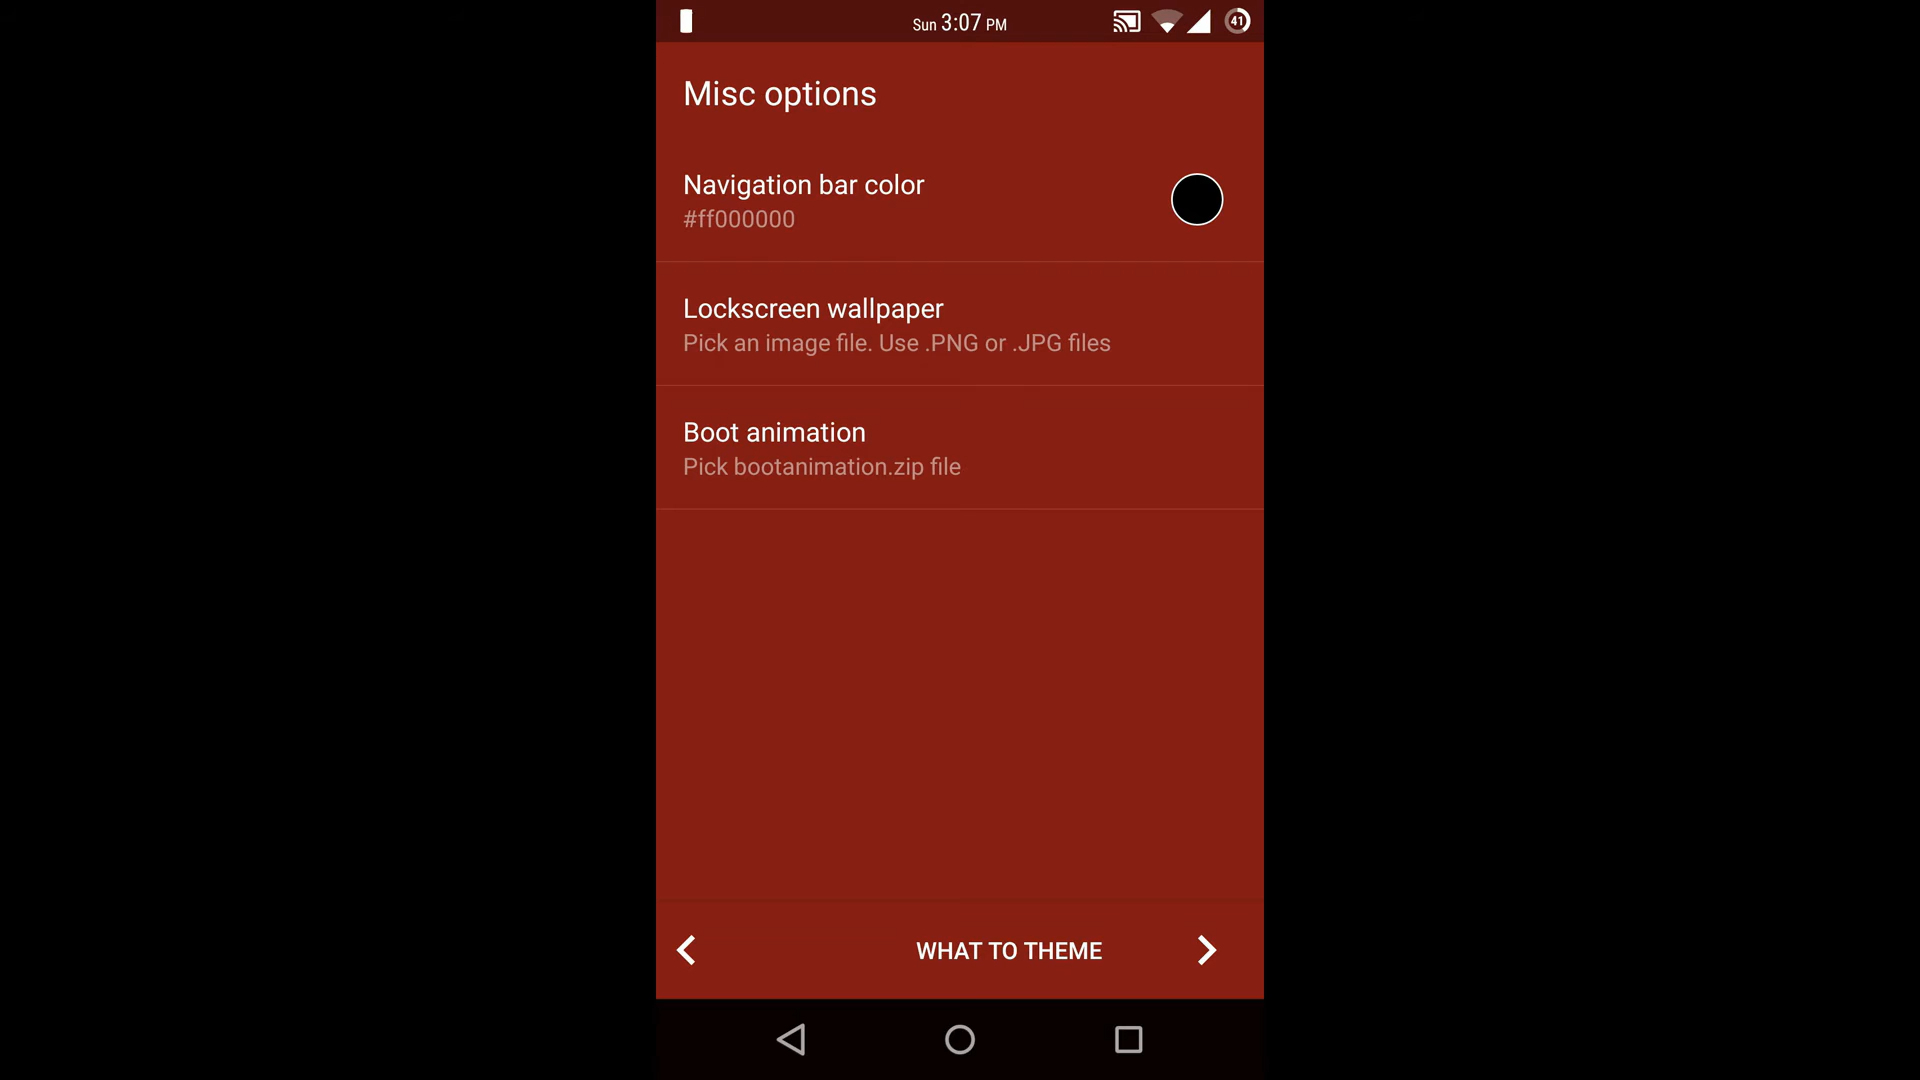 Sun 3:07 PM
41
Misc options
Navigation bar color
#ff000000
Lockscreen wallpaper
Pick an image file. Use .PNG or .JPG files
Boot animation
Pick bootanimation.zip file
WHAT TO THEME